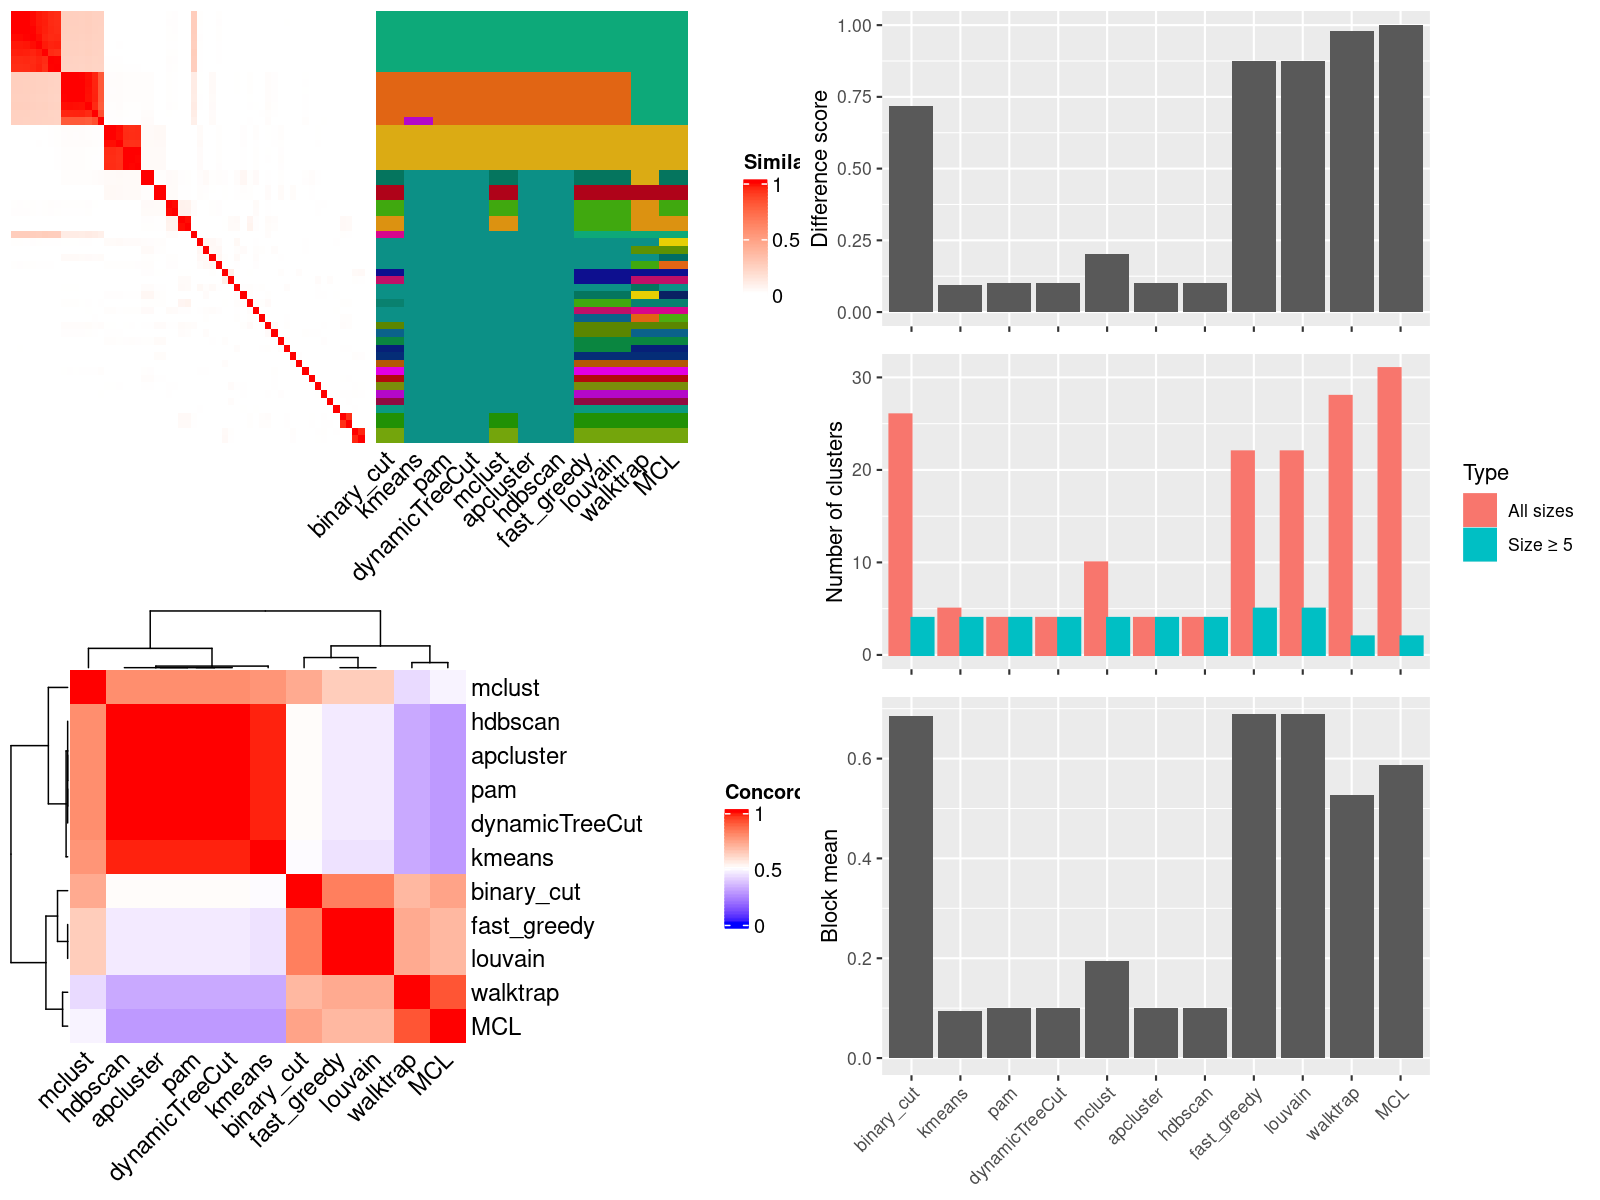 Simila
1
0.5
0
binary_cut
kmeans
pam
dynamicTreeCut
mclust
apcluster
hdbscan
fast_greedy
louvain
walktrap
MCL
mclust
hdbscan
apcluster
pam
dynamicTreeCut
kmeans
binary_cut
fast_greedy
louvain
walktrap
MCL
Concord
1
0.5
0
mclust
hdbscan
apcluster
pam
dynamicTreeCut
kmeans
binary_cut
fast_greedy
louvain
walktrap
MCL
Difference score
1.00
0.75
0.50
0.25
0.00
Number of clusters
30
20
10
0
Type
All sizes
Size ≥ 5
Block mean
0.6
0.4
0.2
0.0
binary_cut
kmeans
pam
dynamicTreeCut
mclust
apcluster
hdbscan
fast_greedy
louvain
walktrap
MCL